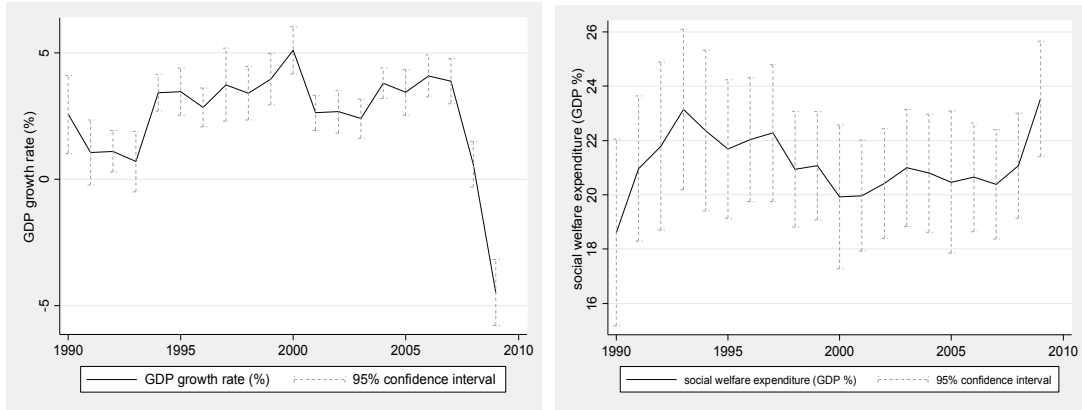 GDP growth rate (%)
5
0
-5
1990 1995 2000 2005 2010
GDP growth rate (%) 95% confidence interval
social welfare expenditure (GDP %)
26
24
22
20
18
16
1990 1995 2000 2005 2010
social welfare expenditure (GDP %) 95% confidence interval